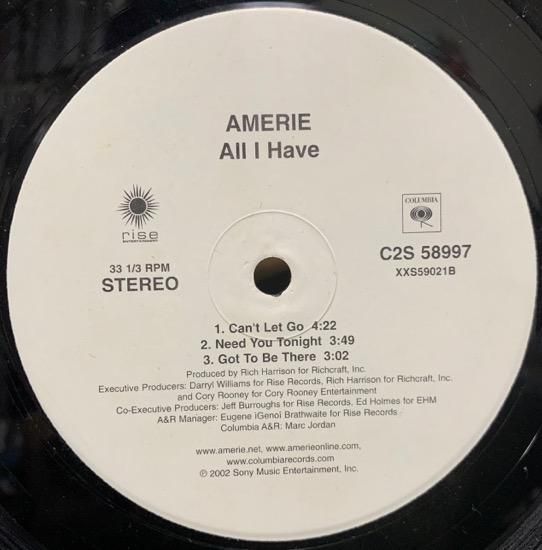 AMERIE
All I Have
rise
ENTERTAINMENT
COLUMBIA
33 1/3 RPM
STEREO
C2S 58997
XXS59021B
1. Can't Let Go 4:22
2. Need You Tonight 3:49
3. Got To Be There 3:02
Produced by Rich Harrison for Richcraft, Inc.
Executive Producers: Darryl Williams for Rise Records, Rich Harrison for Richcraft, Inc.
and Cory Rooney for Cory Rooney Entertainment
Co-Executive Producers: Jeff Burroughs for Rise Records, Ed Holmes for EHM
A&R Manager: Eugene iGenoi Brathwaite for Rise Records
Columbia A&R: Marc Jordan
www.amerie.net, www.amerieonline.com,
www.columbiarecords.com
℗ 2002 Sony Music Entertainment, Inc.